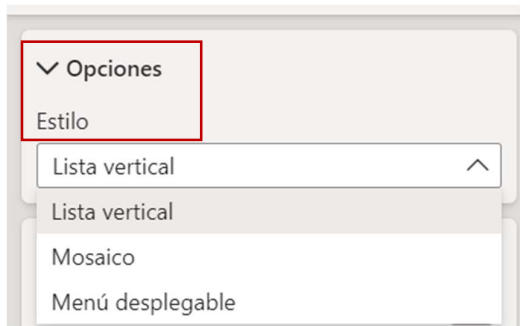 Opciones
Estilo
Lista vertical
Lista vertical
Mosaico
Menú desplegable